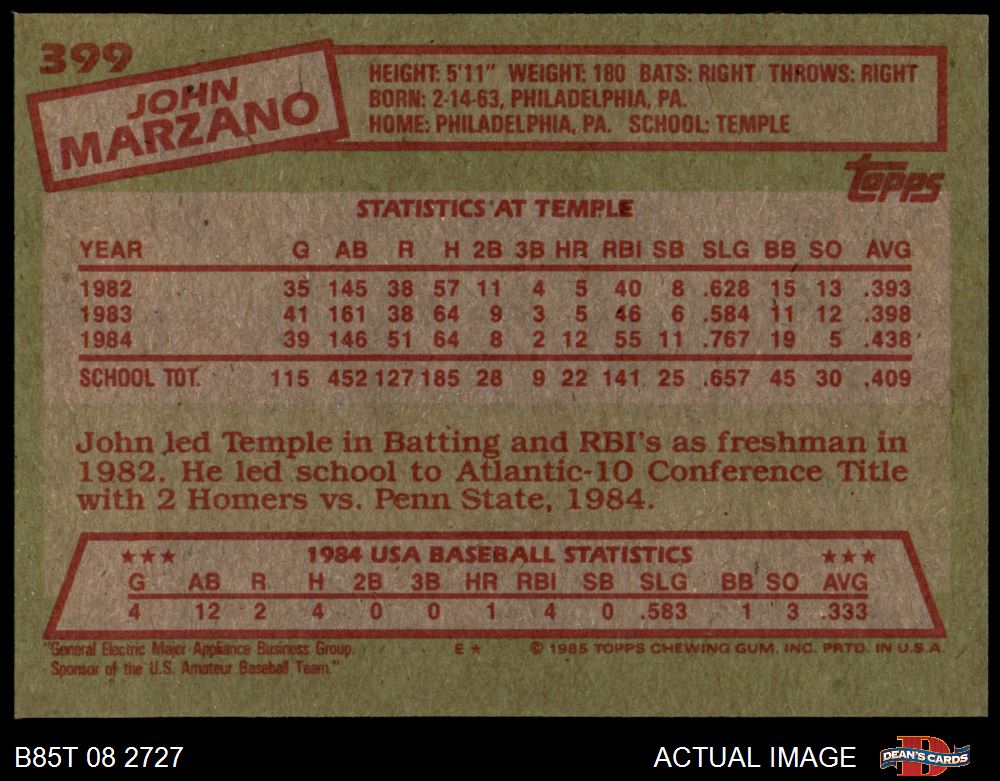 399
JOHN
MARZANO
HEIGHT: 5'11" WEIGHT: 180 BATS: RIGHT THROWS: RIGHT
BORN: 2-14-63, PHILADELPHIA, PA.
HOME: PHILADELPHIA, PA. SCHOOL: TEMPLE
topps
STATISTICS AT TEMPLE
YEAR G AB R H 2B 3B HR RBI SB SLG BB SO AVG
1982 35 145 38 57 11 4 5 40 8 .628 15 13 .393
1983 41 161 38 64 9 3 5 46 6 .584 11 12 .398
1984 39 146 51 64 8 2 12 55 11 .767 19 5 .438
SCHOOL TOT. 115 452 127 185 28 9 22 141 25 .657 45 30 .409
John led Temple in Batting and RBI's as freshman in
1982. He led school to Atlantic-10 Conference Title
with 2 Homers vs. Penn State, 1984.
★★★ 1984 USA BASEBALL STATISTICS ★★★
G AB R H 2B 3B HR RBI SB SLG BB SO AVG
4 12 2 4 0 0 1 4 0 .583 1 3 .333
"General Electric Major Appliance Business Group. E ★ © 1985 TOPPS CHEWING GUM, INC. PRTD. IN U.S.A.
Sponsor of the U.S. Amateur Baseball Team."
B85T 08 2727 ACTUAL IMAGE DEAN'S CARDS